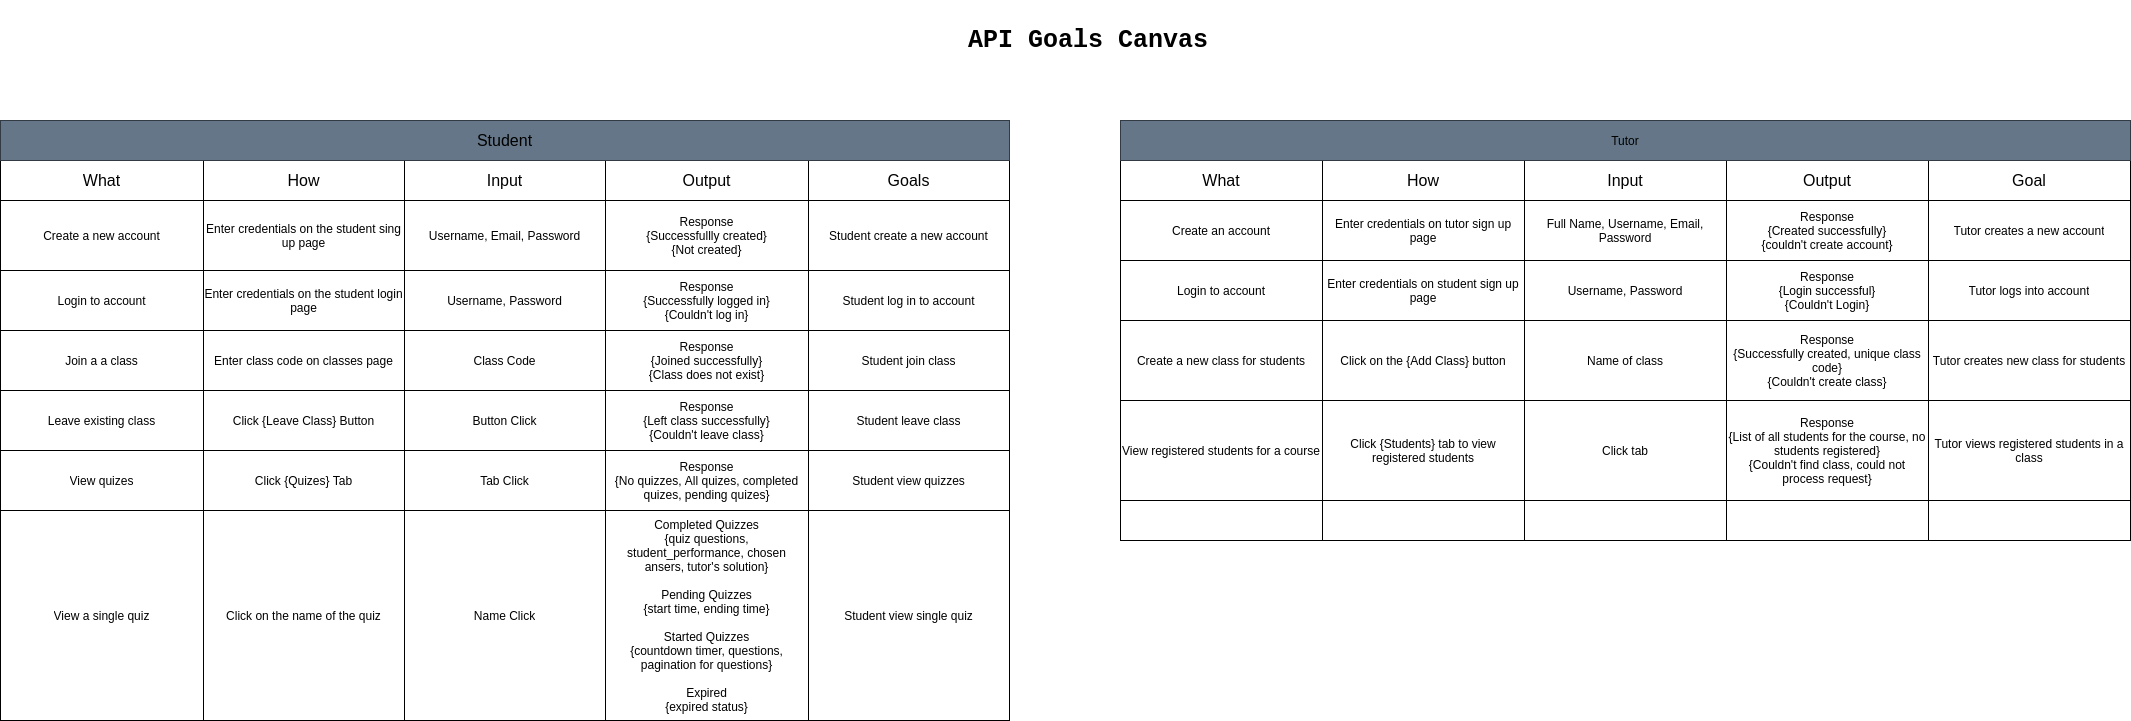 API Goals Canvas
Student
What
How
Input
Output
Goals
Create a new account
Enter credentials on the student sing
up page
Username, Email, Password
Response
{Successfullly created}
{Not created}
Student create a new account
Login to account
Enter credentials on the student login
page
Username, Password
Response
{Successfully logged in}
{Couldn't log in}
Student log in to account
Join a a class
Enter class code on classes page
Class Code
Response
{Joined successfully}
{Class does not exist}
Student join class
Leave existing class
Click {Leave Class} Button
Button Click
Response
{Left class successfully}
{Couldn't leave class}
Student leave class
View quizes
Click {Quizes} Tab
Tab Click
Response
{No quizzes, All quizes, completed
quizes, pending quizes}
Student view quizzes
View a single quiz
Click on the name of the quiz
Name Click
Completed Quizzes
{quiz questions,
student_performance, chosen
ansers, tutor's solution}
Pending Quizzes
{start time, ending time}
Started Quizzes
{countdown timer, questions,
pagination for questions}
Expired
{expired status}
Student view single quiz
Tutor
What
How
Input
Output
Goal
Create an account
Enter credentials on tutor sign up
page
Full Name, Username, Email,
Password
Response
{Created successfully}
{couldn't create account}
Tutor creates a new account
Login to account
Enter credentials on student sign up
page
Username, Password
Response
{Login successful}
{Couldn't Login}
Tutor logs into account
Create a new class for students
Click on the {Add Class} button
Name of class
Response
{Successfully created, unique class
code}
{Couldn't create class}
Tutor creates new class for students
View registered students for a course
Click {Students} tab to view
registered students
Click tab
Response
{List of all students for the course, no
students registered}
{Couldn't find class, could not
process request}
Tutor views registered students in a
class